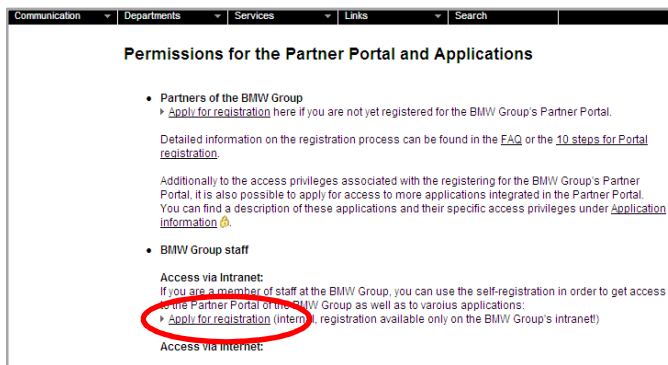 Communication Departments Services Links Search
Permissions for the Partner Portal and Applications
Partners of the BMW Group
Apply for registration here if you are not yet registered for the BMW Group's Partner Portal.
Detailed information on the registration process can be found in the FAQ or the 10 steps for Portal
registration.
Additionally to the access privileges associated with the registering for the BMW Group's Partner
Portal, it is also possible to apply for access to more applications integrated in the Partner Portal.
You can find a description of these applications and their specific access privileges under Application
information.
BMW Group staff
Access via Intranet:
If you are a member of staff at the BMW Group, you can use the self-registration in order to get access
to the Partner Portal of the BMW Group as well as to varoius applications:
Apply for registration (internal, registration available only on the BMW Group's intranet!)
Access via Internet: